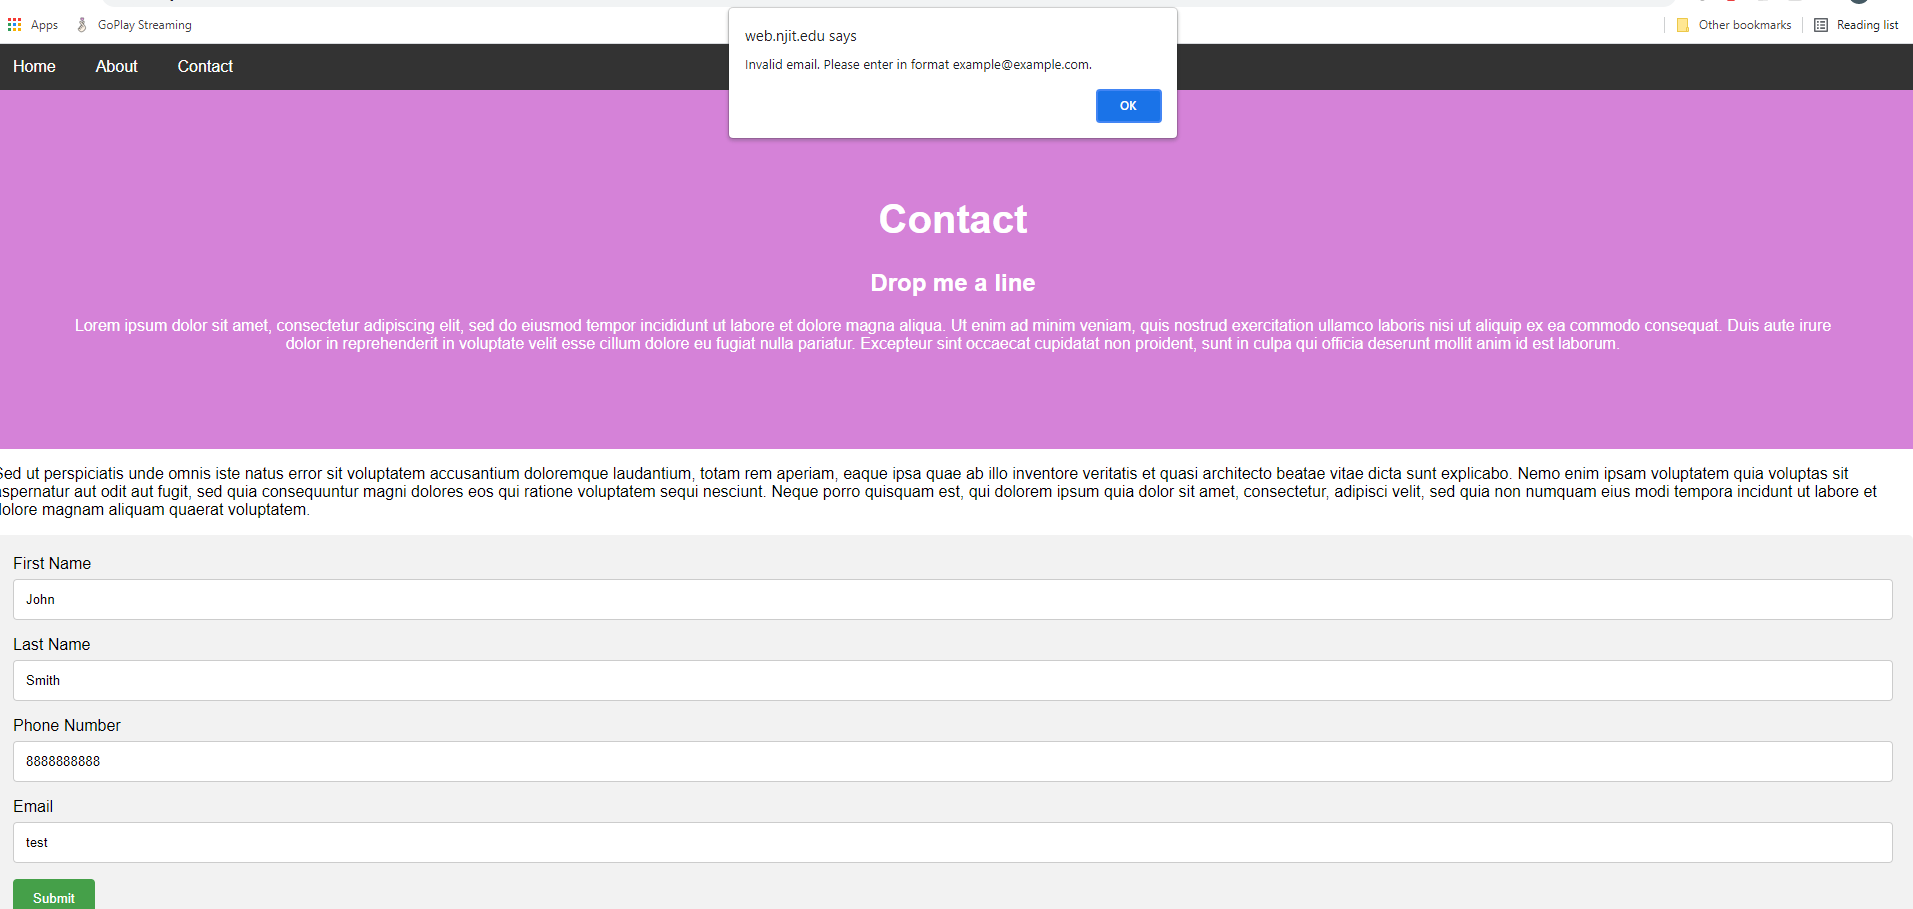 Apps
GoPlay Streaming
Other bookmarks
Reading list
web.njit.edu says
Invalid email. Please enter in format example@example.com.
OK
Home
About
Contact
Contact
Drop me a line
Lorem ipsum dolor sit amet, consectetur adipiscing elit, sed do eiusmod tempor incididunt ut labore et dolore magna aliqua. Ut enim ad minim veniam, quis nostrud exercitation ullamco laboris nisi ut aliquip ex ea commodo consequat. Duis aute irure
dolor in reprehenderit in voluptate velit esse cillum dolore eu fugiat nulla pariatur. Excepteur sint occaecat cupidatat non proident, sunt in culpa qui officia deserunt mollit anim id est laborum.
Sed ut perspiciatis unde omnis iste natus error sit voluptatem accusantium doloremque laudantium, totam rem aperiam, eaque ipsa quae ab illo inventore veritatis et quasi architecto beatae vitae dicta sunt explicabo. Nemo enim ipsam voluptatem quia voluptas sit
aspernatur aut odit aut fugit, sed quia consequuntur magni dolores eos qui ratione voluptatem sequi nesciunt. Neque porro quisquam est, qui dolorem ipsum quia dolor sit amet, consectetur, adipisci velit, sed quia non numquam eius modi tempora incidunt ut labore et
dolore magnam aliquam quaerat voluptatem.
First Name
John
Last Name
Smith
Phone Number
8888888888
Email
test
Submit